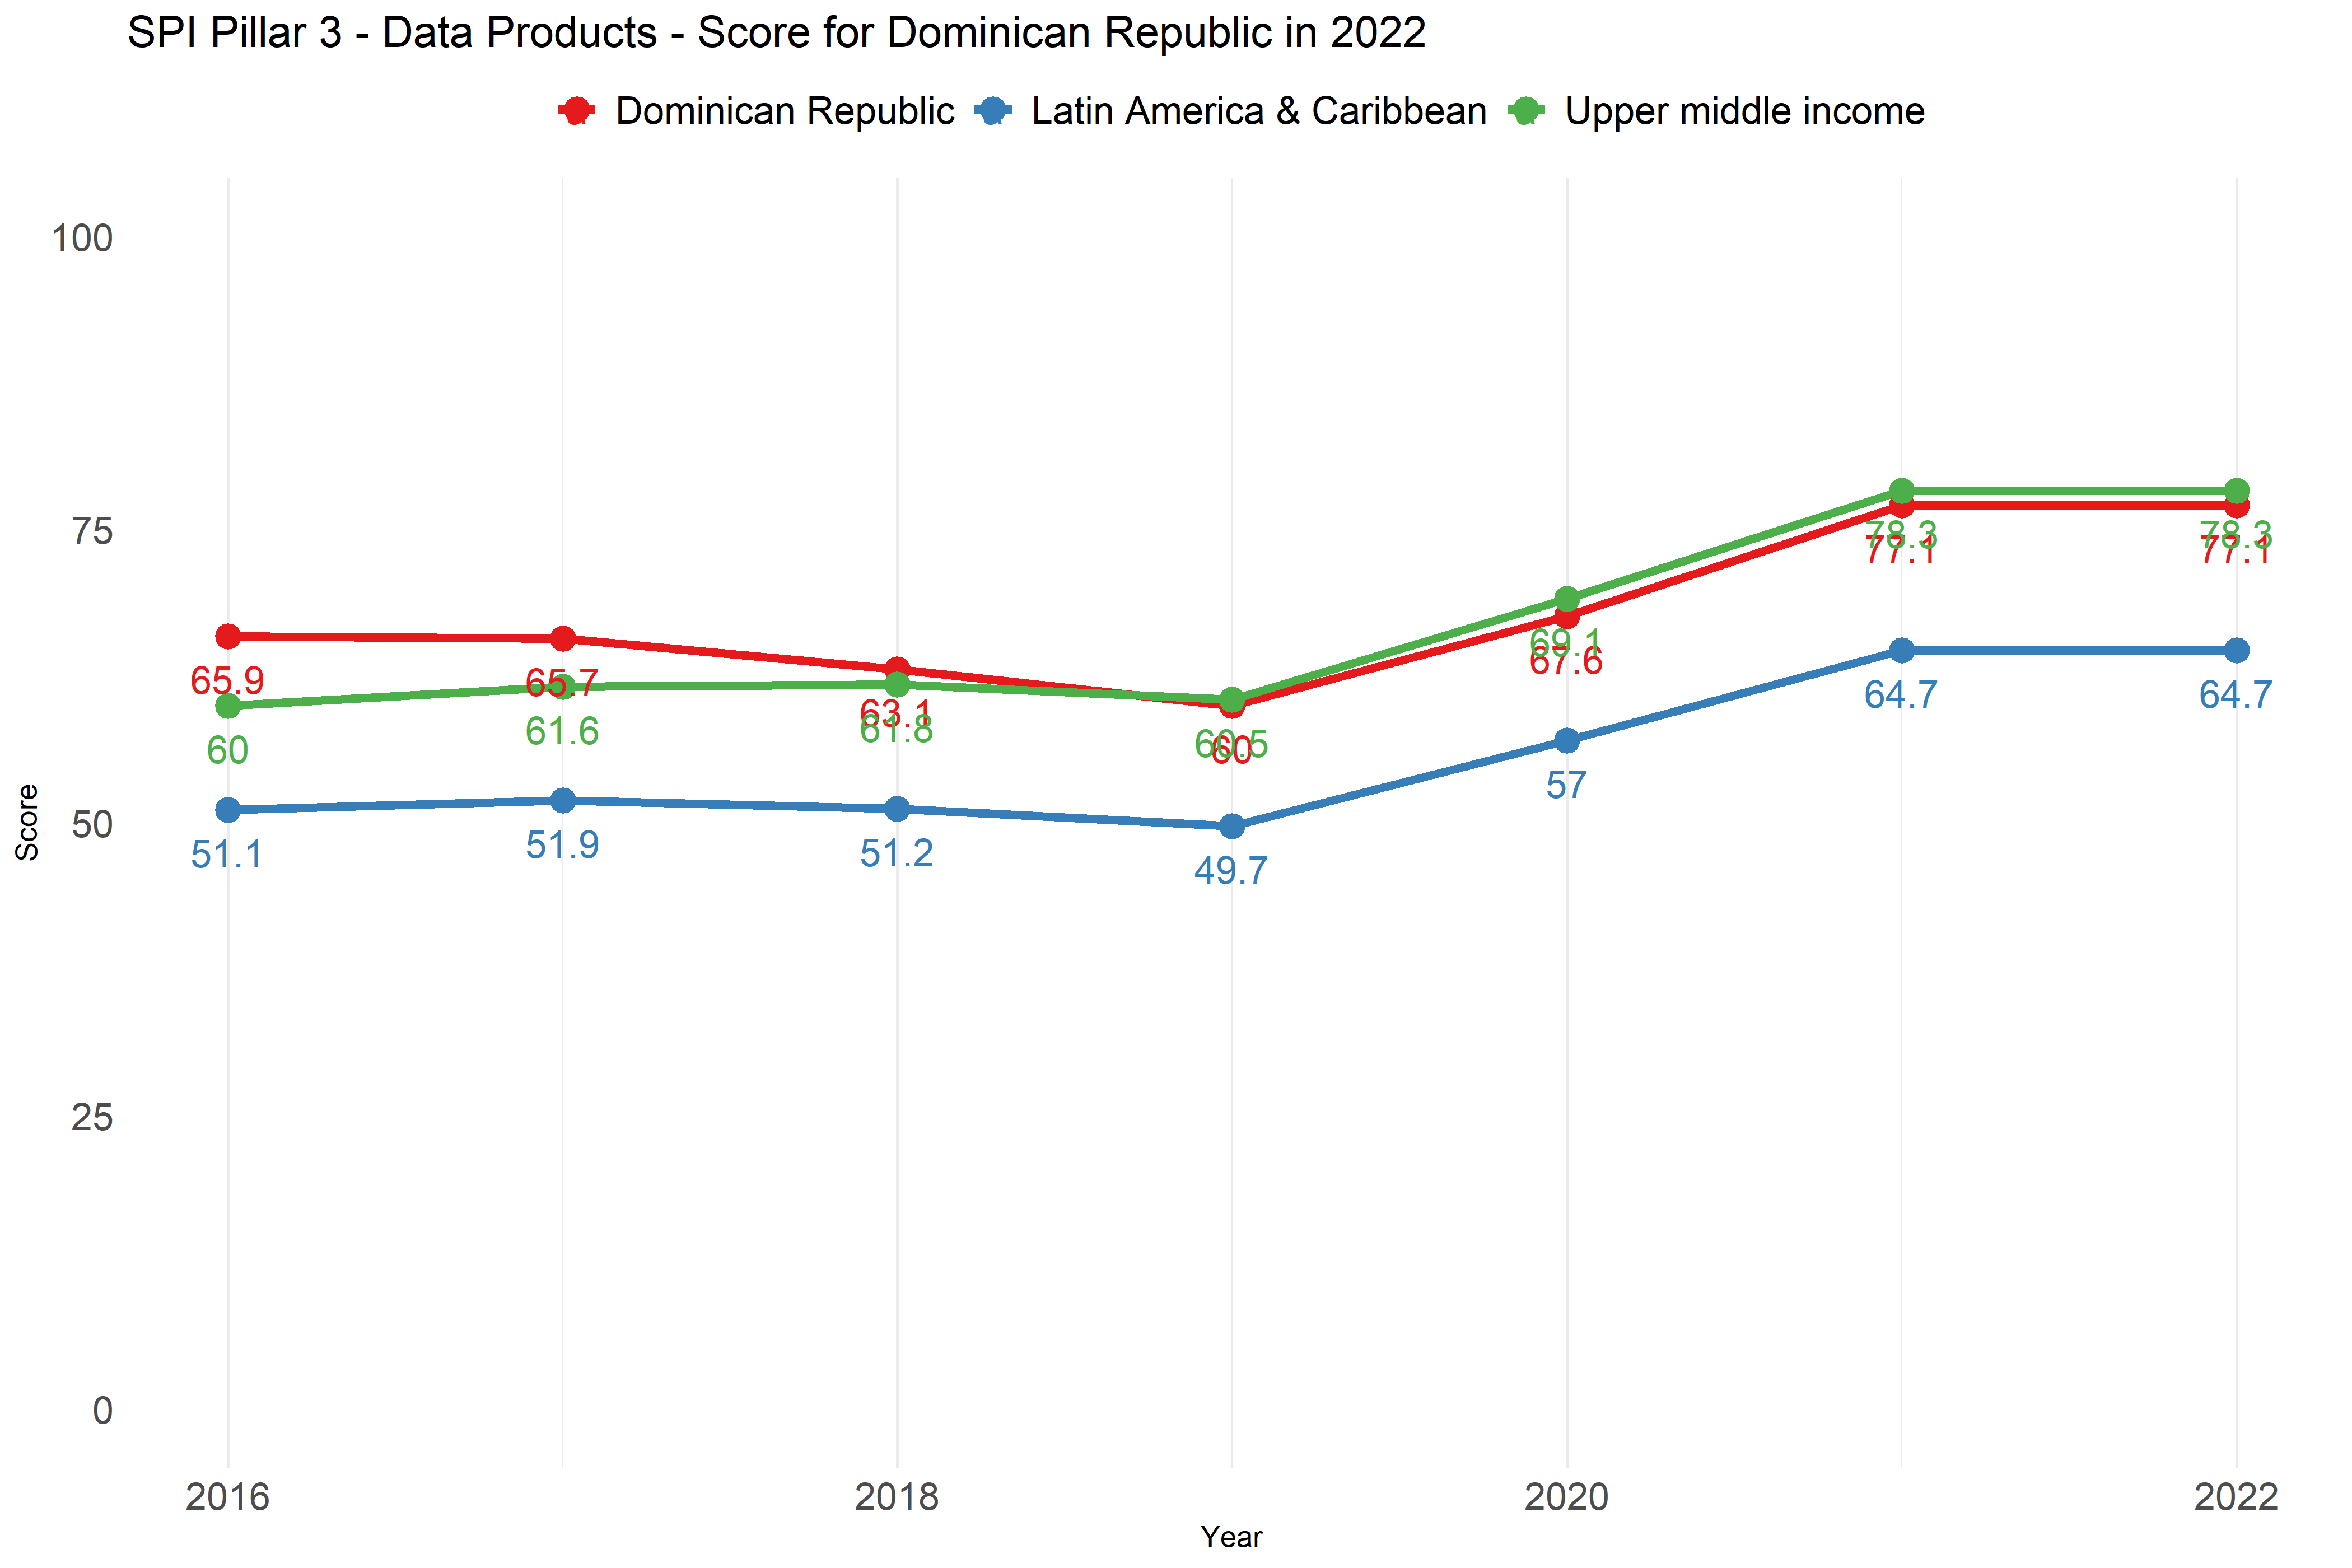 SPI Pillar 3 - Data Products - Score for Dominican Republic in 2022
Dominican Republic Latin America & Caribbean Upper middle income
100
75
50
25
0
Score
65.9 65.7 63.1 60 67.6 77.1 77.1
60 61.6 61.8 60.5 69.1 78.3 78.3
51.1 51.9 51.2 49.7 57 64.7 64.7
2016 2018 2020 2022
Year